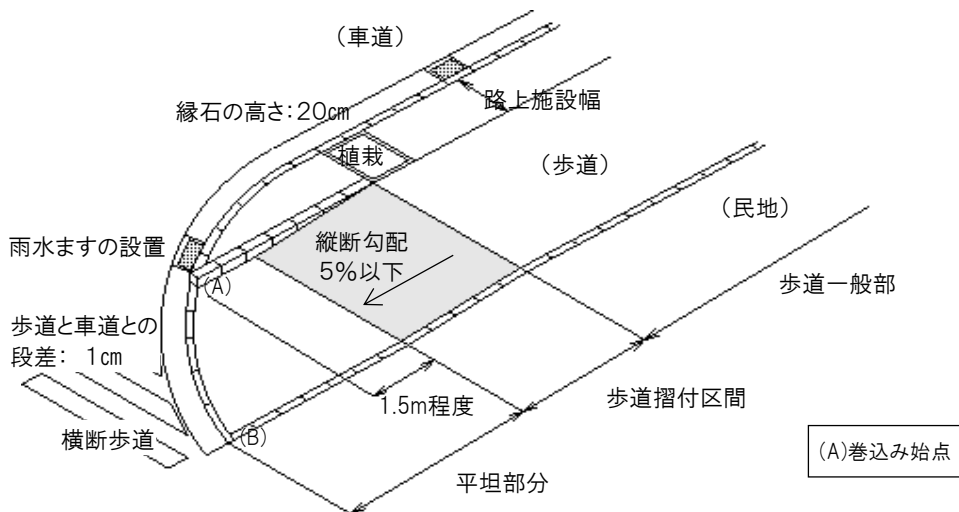 （車道）
縁石の高さ：20㎝
路上施設幅
植栽
（歩道）
（民地）
雨水ますの設置
縦断勾配
5％以下
(A)
歩道一般部
歩道と車道との
段差： 1㎝
1.5m程度
歩道摺付区間
横断歩道
(B)
平坦部分
(A)巻込み始点